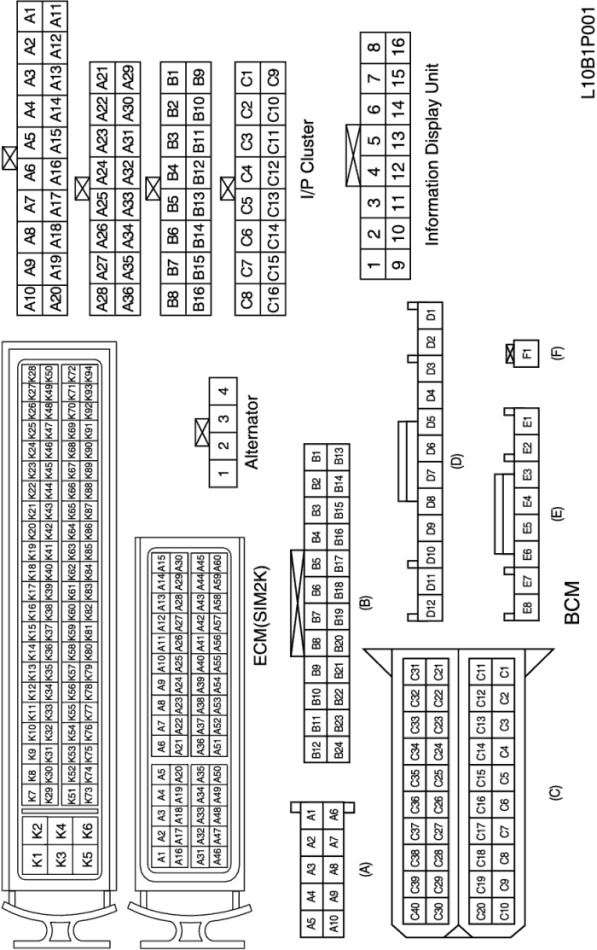 K1 K2 K7 K8 K9 K10 K11 K12 K13 K14 K15 K16 K17 K18 K19 K20 K21 K22 K23 K24 K25 K26 K27 K28
K3 K4 K29 K30 K31 K32 K33 K34 K35 K36 K37 K38 K39 K40 K41 K42 K43 K44 K45 K46 K47 K48 K49 K50
K51 K52 K53 K54 K55 K56 K57 K58 K59 K60 K61 K62 K63 K64 K65 K66 K67 K68 K69 K70 K71 K72
K5 K6 K73 K74 K75 K76 K77 K78 K79 K80 K81 K82 K83 K84 K85 K86 K87 K88 K89 K90 K91 K92 K93 K94
A1 A2 A3 A4 A5 A6 A7 A8 A9 A10 A11 A12 A13 A14 A15
A16 A17 A18 A19 A20 A21 A22 A23 A24 A25 A26 A27 A28 A29 A30
A31 A32 A33 A34 A35 A36 A37 A38 A39 A40 A41 A42 A43 A44 A45
A46 A47 A48 A49 A50 A51 A52 A53 A54 A55 A56 A57 A58 A59 A60
ECM(SIM2K)
1 2 3 4
Alternator
A10 A9 A8 A7 A6 A5 A4 A3 A2 A1
A20 A19 A18 A17 A16 A15 A14 A13 A12 A11
A28 A27 A26 A25 A24 A23 A22 A21
A36 A35 A34 A33 A32 A31 A30 A29
B8 B7 B6 B5 B4 B3 B2 B1
B16 B15 B14 B13 B12 B11 B10 B9
C8 C7 C6 C5 C4 C3 C2 C1
C16 C15 C14 C13 C12 C11 C10 C9
I/P Cluster
1 2 3 4 5 6 7 8
9 10 11 12 13 14 15 16
Information Display Unit
A5 A4 A3 A2 A1
A10 A9 A8 A7 A6
(A)
B12 B11 B10 B9 B8 B7 B6 B5 B4 B3 B2 B1
B24 B23 B22 B21 B20 B19 B18 B17 B16 B15 B14 B13
(B)
C40 C39 C38 C37 C36 C35 C34 C33 C32 C31
C30 C29 C28 C27 C26 C25 C24 C23 C22 C21
C20 C19 C18 C17 C16 C15 C14 C13 C12 C11
C10 C9 C8 C7 C6 C5 C4 C3 C2 C1
(C)
D12 D11 D10 D9 D8 D7 D6 D5 D4 D3 D2 D1
(D)
E8 E7 E6 E5 E4 E3 E2 E1
(E)
F1
(F)
BCM
L10B1P001